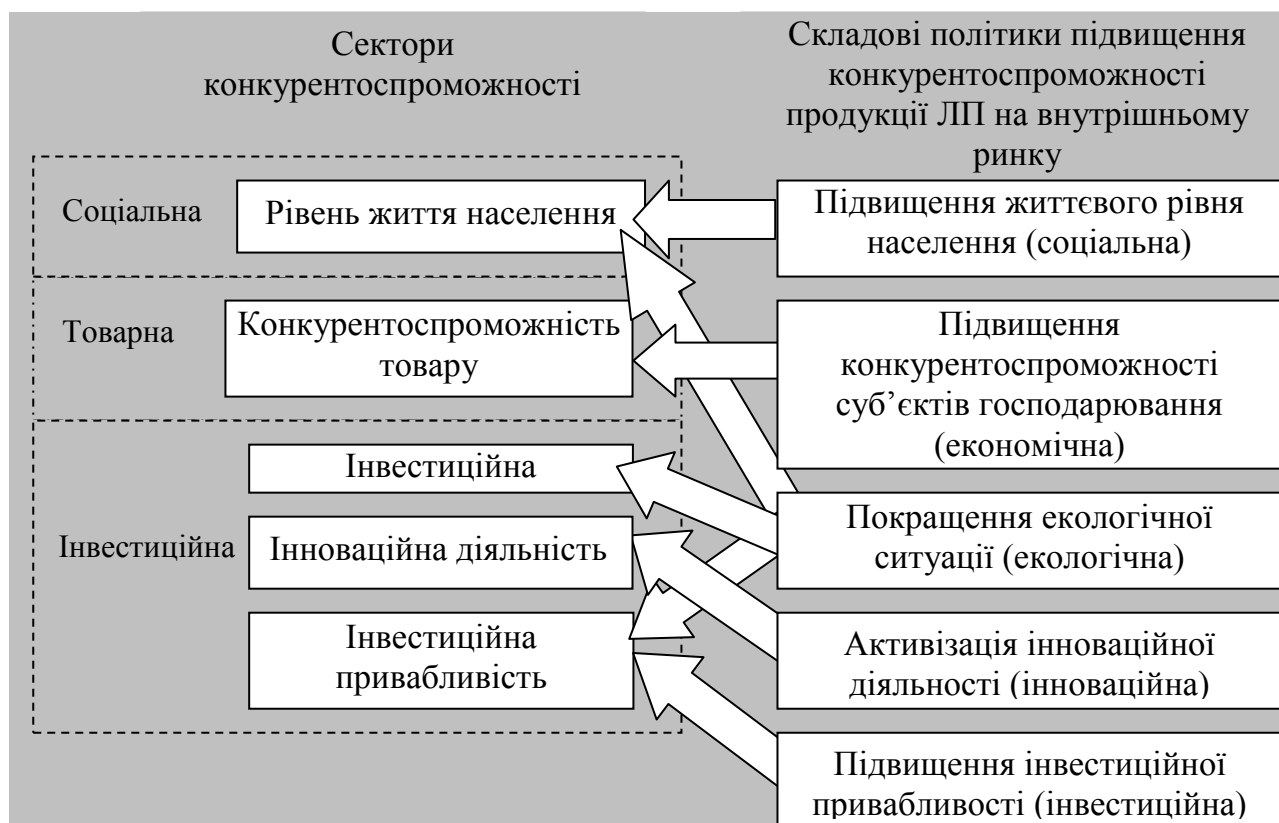 Сектори
конкурентоспроможності
Складові політики підвищення
конкурентоспроможності
продукції ЛП на внутрішньому
ринку
Соціальна
Рівень життя населення
Підвищення життєвого рівня
населення (соціальна)
Товарна
Конкурентоспроможність
товару
Підвищення
конкурентоспроможності
суб’єктів господарювання
(економічна)
Інвестиційна
Інвестиційна
Інноваційна діяльність
Інвестиційна
привабливість
Покращення екологічної
ситуації (екологічна)
Активізація інноваційної
діяльності (інноваційна)
Підвищення інвестиційної
привабливості (інвестиційна)